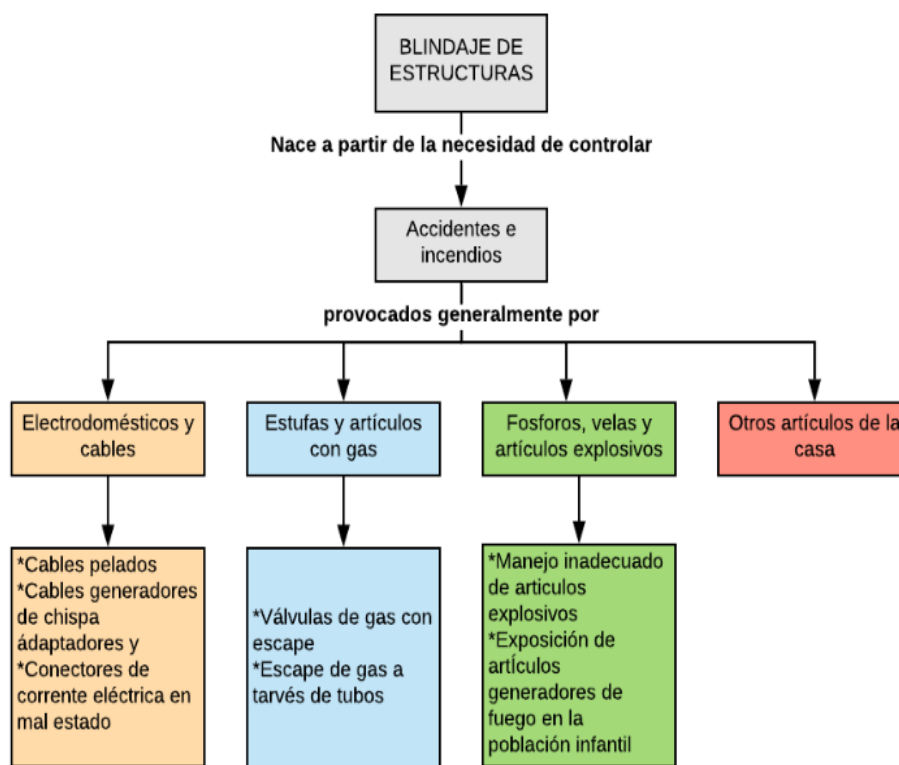 BLINDAJE DE
ESTRUCTURAS
Nace a partir de la necesidad de controlar
Accidentes e
incendios
provocados generalmente por
Electrodomésticos y
cables
Estufas y artículos
con gas
Fosforos, velas y
artículos explosivos
Otros artículos de la
casa
*Cables pelados
*Cables generadores
de chispa
ádaptadores y
*Conectores de
corriente eléctrica en
mal estado
*Válvulas de gas con
escape
*Escape de gas a
tarvés de tubos
*Manejo inadecuado
de articulos
explosivos
*Exposición de
artÍculos
generadores de
fuego en la
población infantil